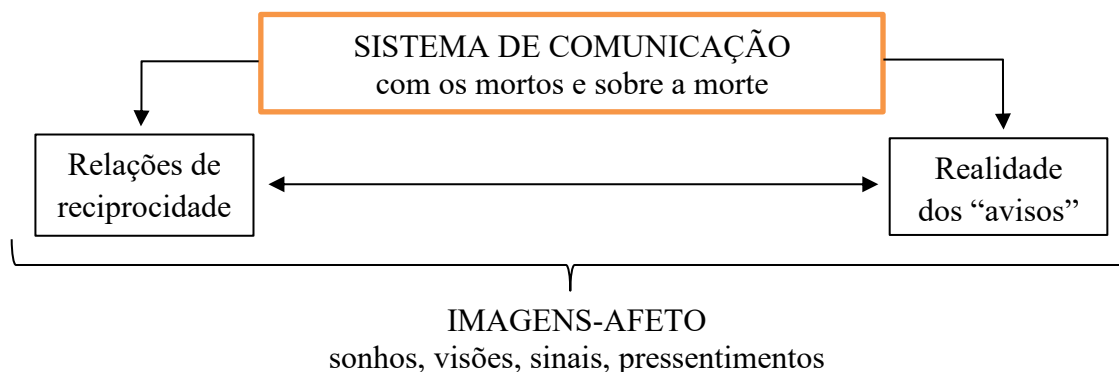 SISTEMA DE COMUNICAÇÃO
com os mortos e sobre a morte
Relações de
reciprocidade
Realidade
dos “avisos”
IMAGENS-AFETO
sonhos, visões, sinais, pressentimentos